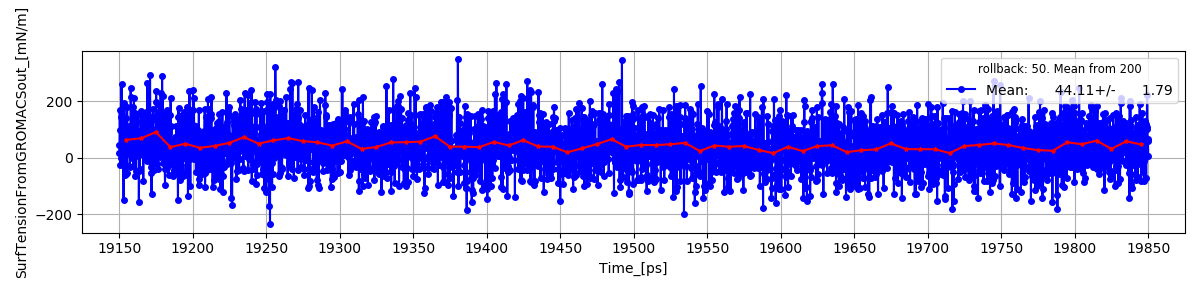 SurfTensionFromGROMACSout_[mN/m]
200
0
−200
rollback: 50. Mean from 200
Mean: 44.11+/- 1.79
19150 19200 19250 19300 19350 19400 19450 19500 19550 19600 19650 19700 19750 19800 19850
Time_[ps]